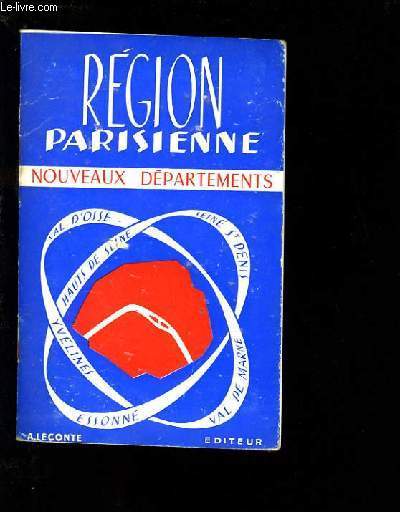 Le-livre.com
RÉGION
PARISIENNE
NOUVEAUX DÉPARTEMENTS
VAL D'OISE
SEINE ST DENIS
HAUTS DE SEINE
YVELINES
ESSONNE
VAL DE MARNE
A. LECONTE EDITEUR